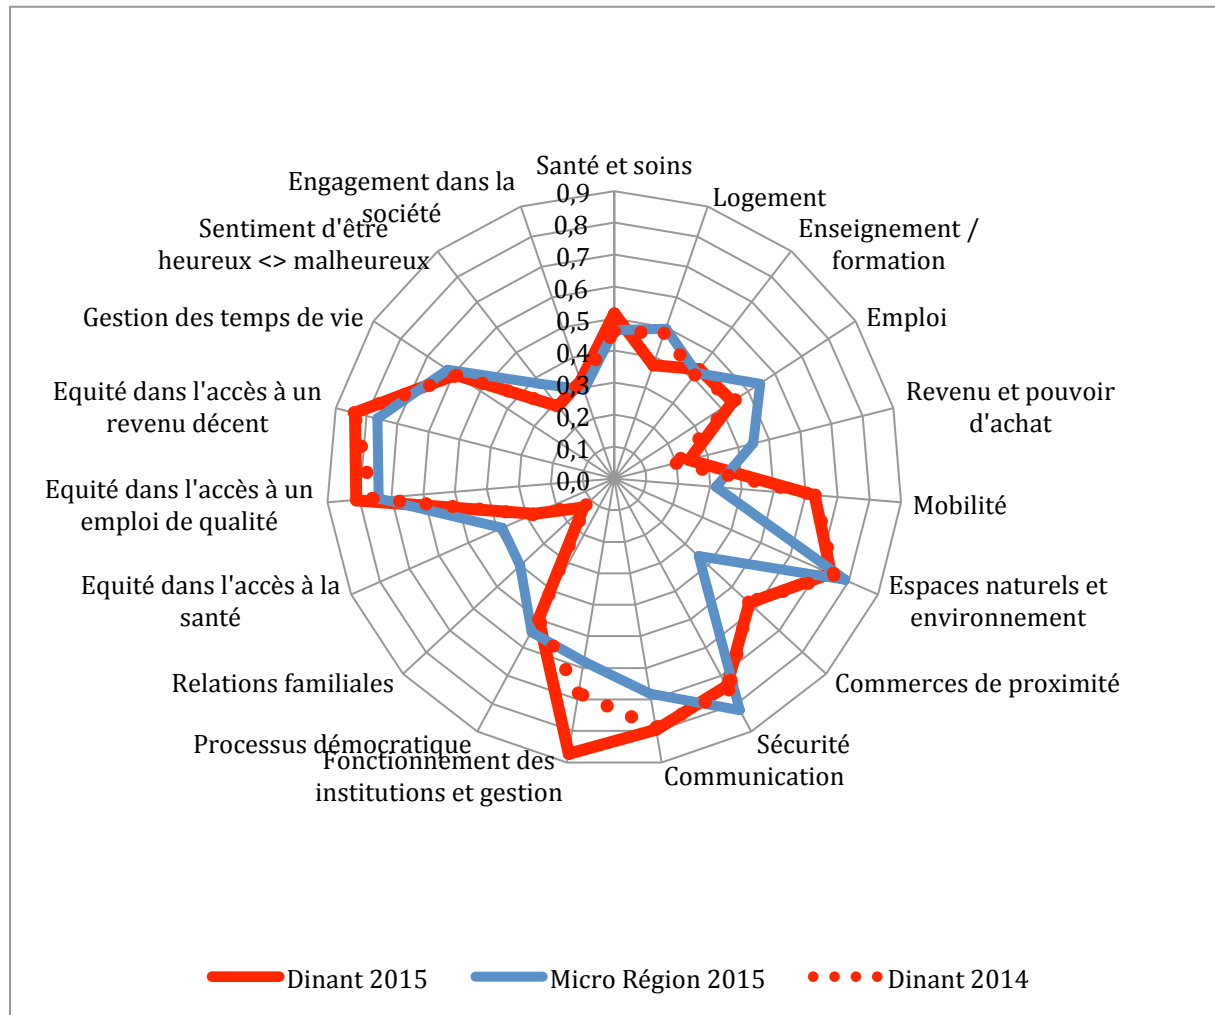 Santé et soins
Logement
Enseignement /
formation
Emploi
Revenu et pouvoir
d'achat
Mobilité
Espaces naturels et
environnement
Commerces de proximité
Sécurité
Communication
Fonctionnement des
institutions et gestion
Processus démocratique
Relations familiales
Equité dans l'accès à la
santé
Equité dans l'accès à un
emploi de qualité
Equité dans l'accès à un
revenu décent
Gestion des temps de vie
Sentiment d'être
heureux <> malheureux
Engagement dans la
société
0,9
0,8
0,7
0,6
0,5
0,4
0,3
0,2
0,1
0,0
Dinant 2015
Micro Région 2015
Dinant 2014